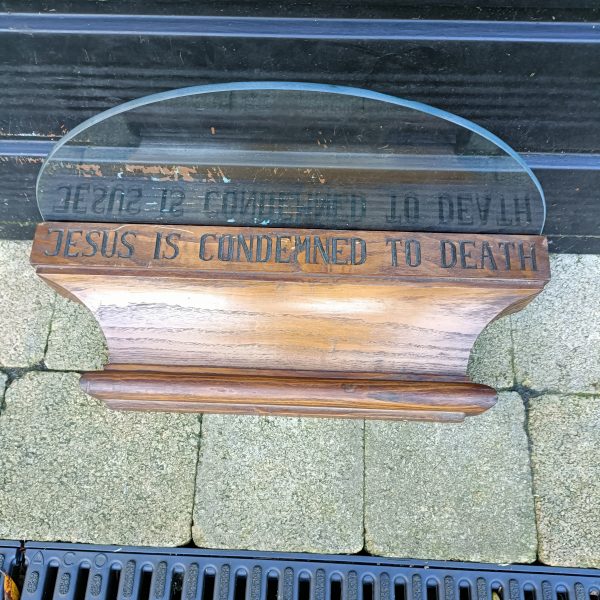 JESUS IS CONDEMNED TO DEATH